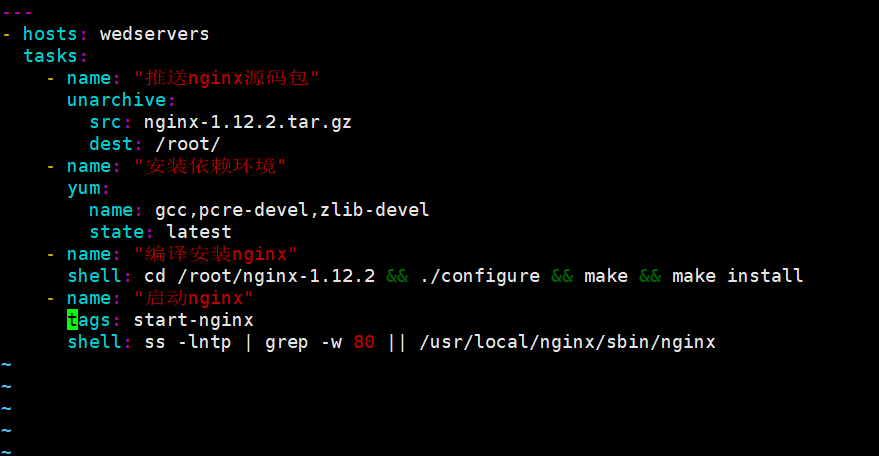 ---
- hosts: wedservers
  tasks:
    - name: "推送nginx源码包"
      unarchive:
        src: nginx-1.12.2.tar.gz
        dest: /root/
    - name: "安装依赖环境"
      yum:
        name: gcc,pcre-devel,zlib-devel
        state: latest
    - name: "编译安装nginx"
      shell: cd /root/nginx-1.12.2 && ./configure && make && make install
    - name: "启动nginx"
      tags: start-nginx
      shell: ss -lntp | grep -w 80 || /usr/local/nginx/sbin/nginx
~
~
~
~
~